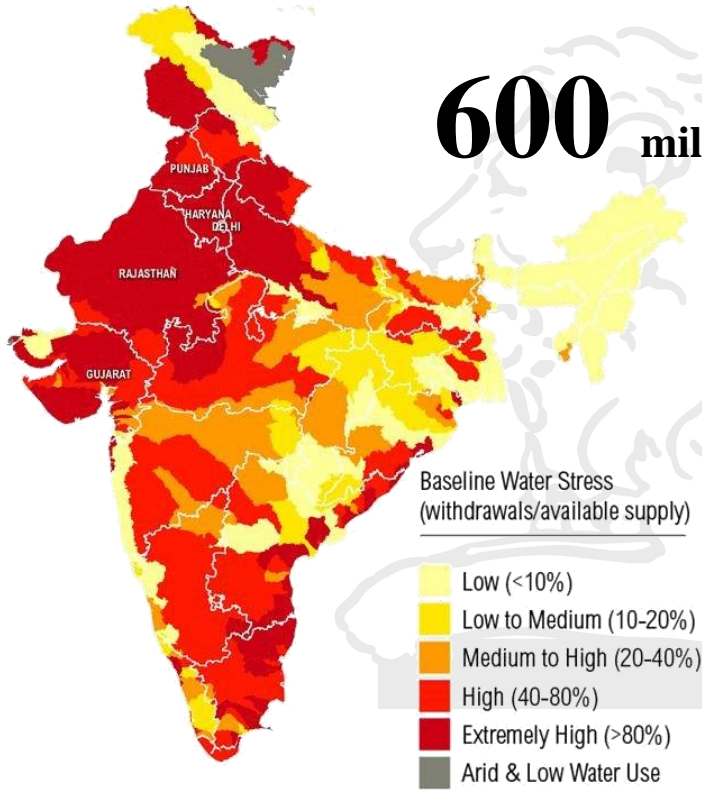 600 mil
PUNJAB
HARYANA
DELHI
RAJASTHAN
GUJARAT
Baseline Water Stress
(withdrawals/available supply)
Low (<10%)
Low to Medium (10-20%)
Medium to High (20-40%)
High (40-80%)
Extremely High (>80%)
Arid & Low Water Use